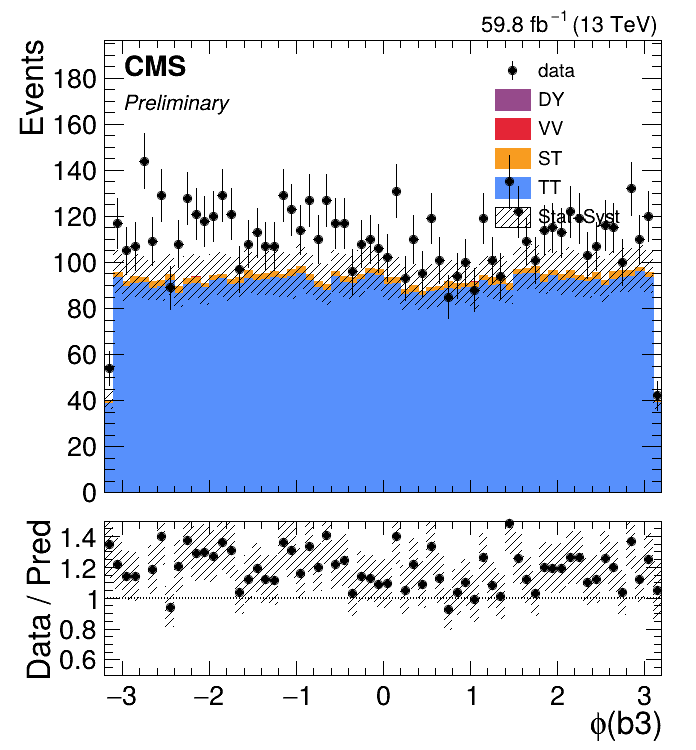 59.8 fb⁻¹ (13 TeV)
Events
CMS
Preliminary
data
DY
VV
ST
TT
Stat+Syst
180
160
140
120
100
80
60
40
20
0
Data / Pred
1.4
1.2
1
0.8
0.6
−3 −2 −1 0 1 2 3
ϕ(b3)